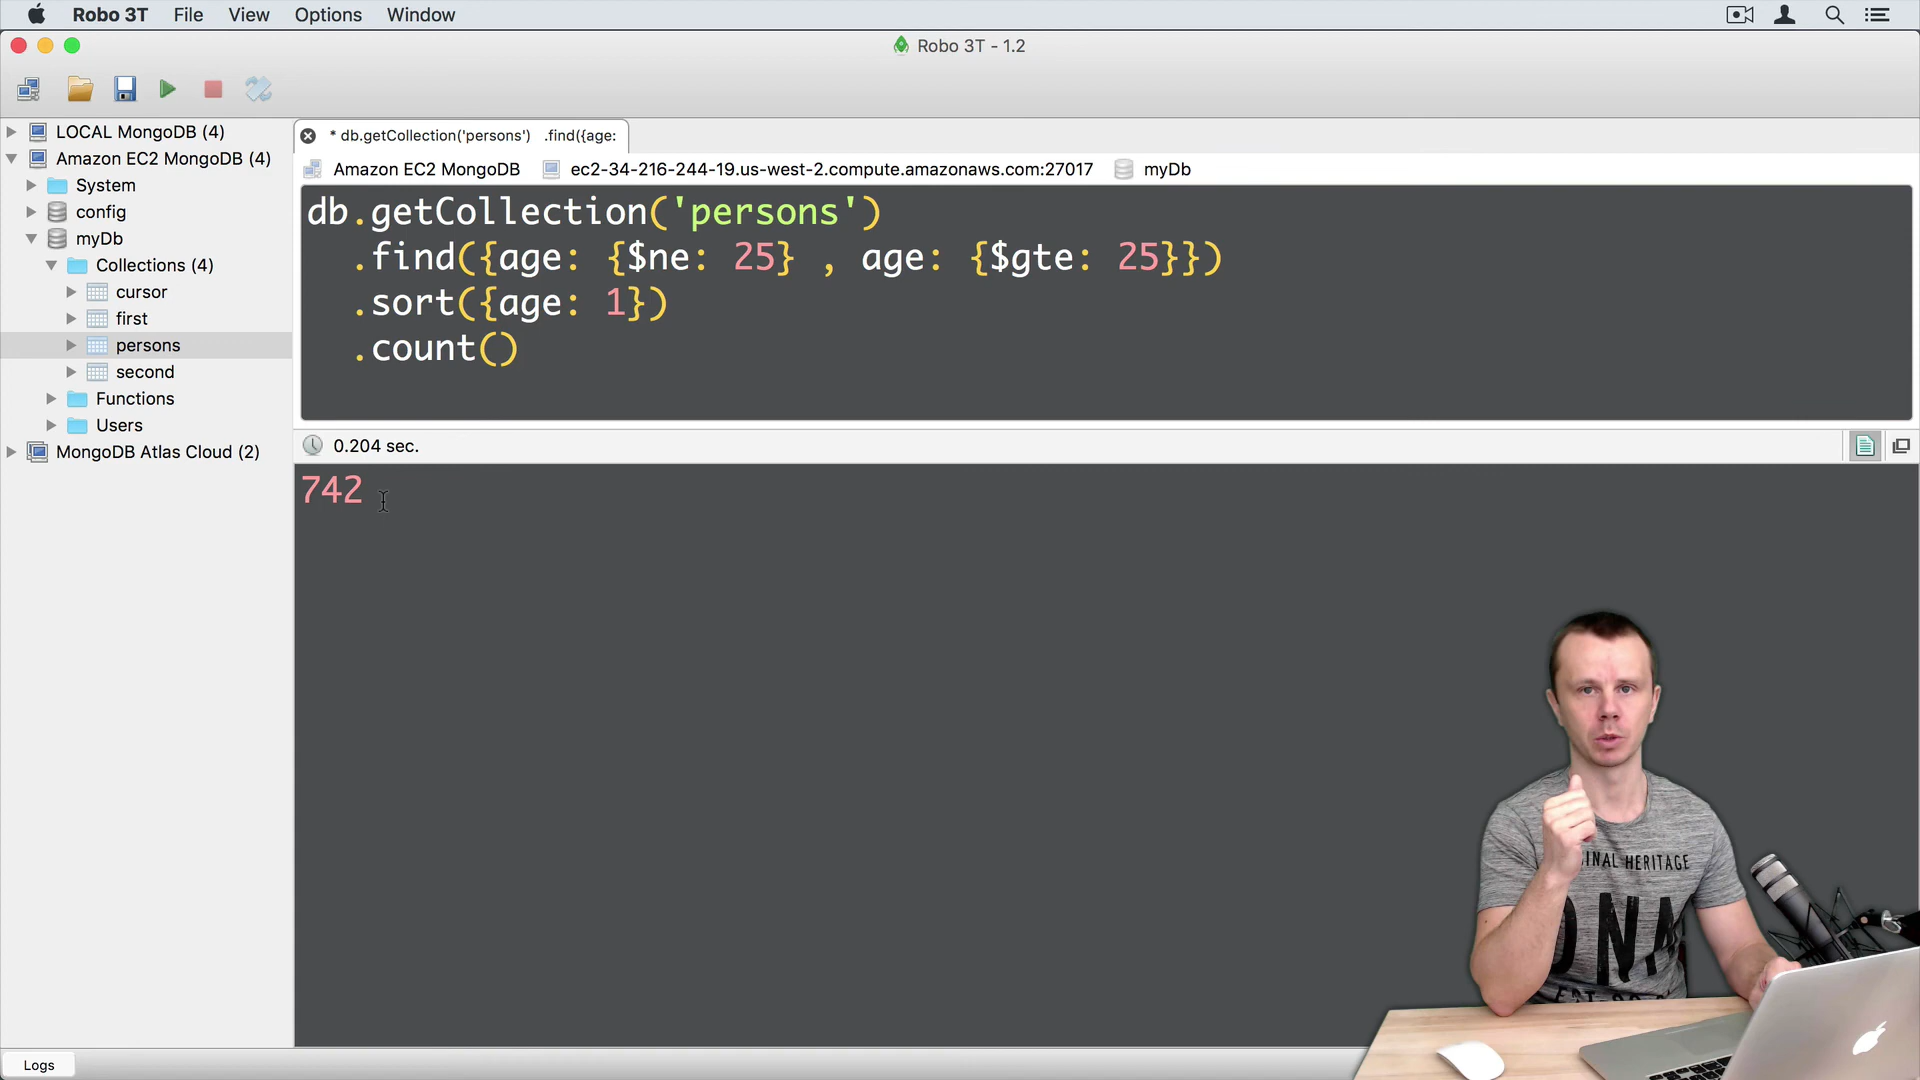 Robo 3T File View Options Window
Robo 3T - 1.2
LOCAL MongoDB (4)
Amazon EC2 MongoDB (4)
System
config
myDb
Collections (4)
cursor
first
persons
second
Functions
Users
MongoDB Atlas Cloud (2)
* db.getCollection('persons') .find({age:
Amazon EC2 MongoDB ec2-34-216-244-19.us-west-2.compute.amazonaws.com:27017 myDb
db.getCollection('persons')
.find({age: {$ne: 25} , age: {$gte: 25}})
.sort({age: 1})
.count()
0.204 sec.
742
INAL HERITAGE
DNA
Logs